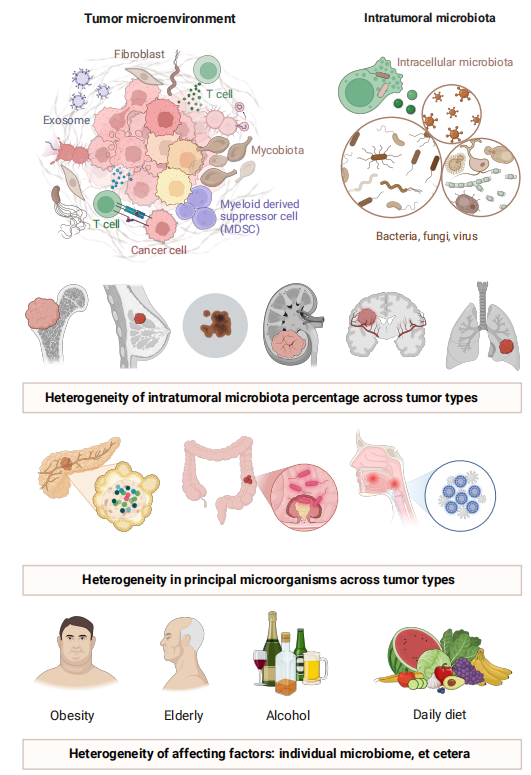 Tumor microenvironment
Intratumoral microbiota
Fibroblast
Intracellular microbiota
T cell
Exosome
Mycobiota
Myeloid derived
suppressor cell
(MDSC)
T cell
Cancer cell
Bacteria, fungi, virus
Heterogeneity of intratumoral microbiota percentage across tumor types
Heterogeneity in principal microorganisms across tumor types
Obesity
Elderly
Alcohol
Daily diet
Heterogeneity of affecting factors: individual microbiome, et cetera